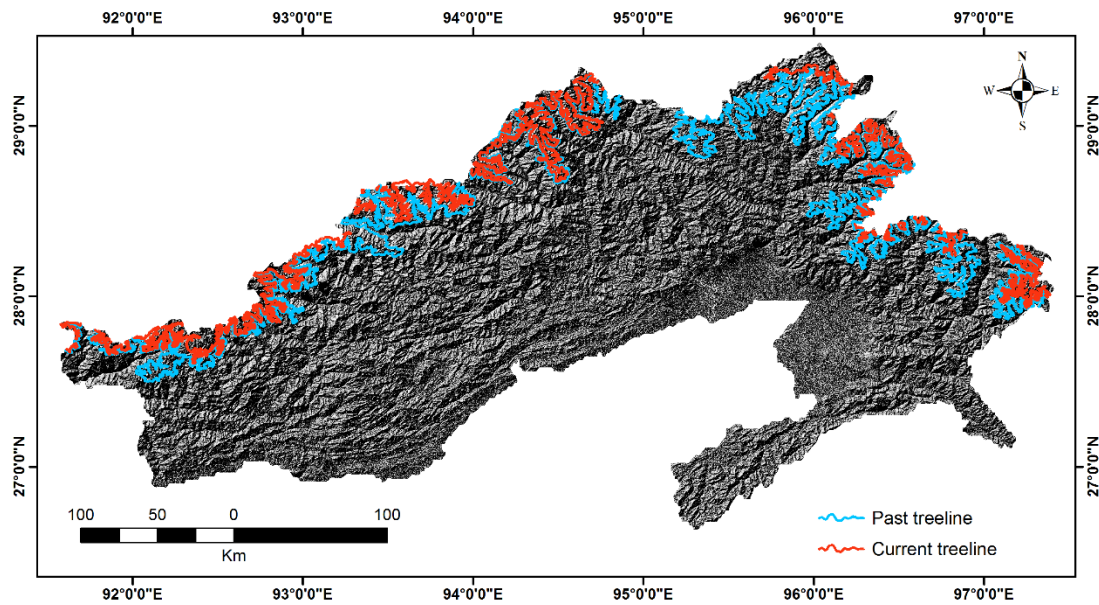 92°0'0"E 93°0'0"E 94°0'0"E 95°0'0"E 96°0'0"E 97°0'0"E
N
W E
S
29°0'0"N 29°0'0"N
28°0'0"N 28°0'0"N
27°0'0"N 27°0'0"N
100 50 0 100
Km
Past treeline
Current treeline
92°0'0"E 93°0'0"E 94°0'0"E 95°0'0"E 96°0'0"E 97°0'0"E